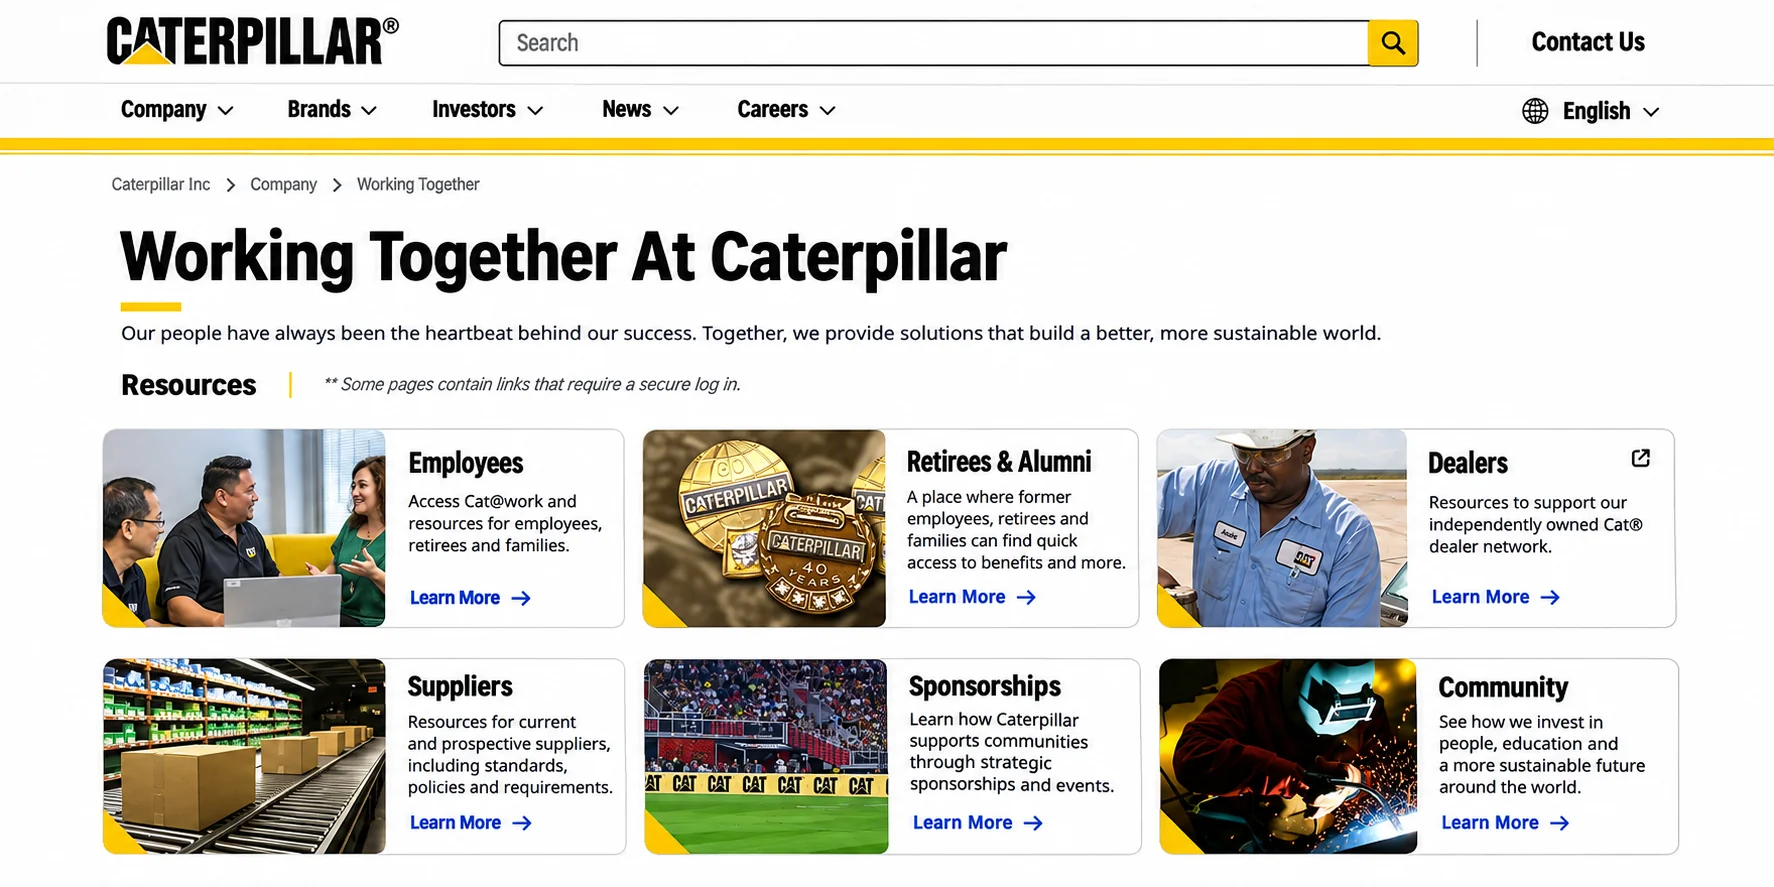 CATERPILLAR®
Search
Contact Us
Company
Brands
Investors
News
Careers
English
Caterpillar Inc
Company
Working Together
Working Together At Caterpillar
Our people have always been the heartbeat behind our success. Together, we provide solutions that build a better, more sustainable world.
Resources
** Some pages contain links that require a secure log in.
CAT
Employees
Access Cat@work and
resources for employees,
retirees and families.
Learn More
CATERPILLAR
CAT
CATERPILLAR
40
YEARS
Retirees & Alumni
A place where former
employees, retirees and
families can find quick
access to benefits and more.
Learn More
CAT
Dealers
Resources to support our
independently owned Cat®
dealer network.
Learn More
Suppliers
Resources for current
and prospective suppliers,
including standards,
policies and requirements.
Learn More
AT CAT CAT CAT CAT CAT C
Sponsorships
Learn how Caterpillar
supports communities
through strategic
sponsorships and events.
Learn More
Community
See how we invest in
people, education and
a more sustainable future
around the world.
Learn More